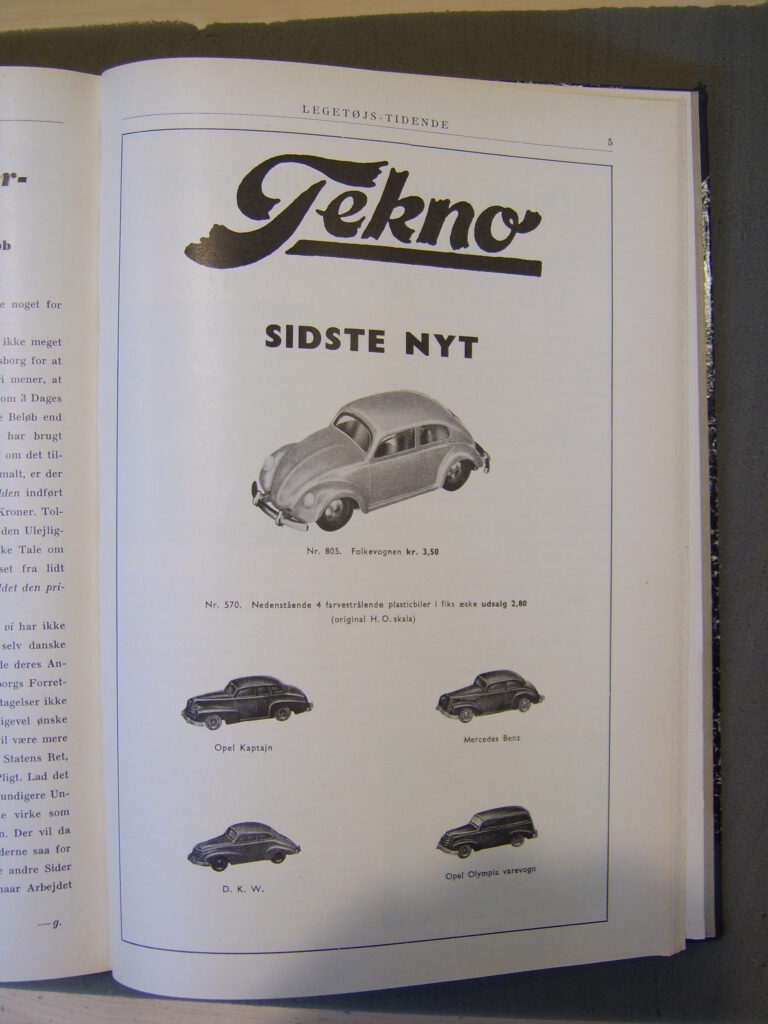 r-
b
e noget for
ikke meget
sborg for at
i mener, at
om 3 Dages
e Beløb end
har brugt
om det til-
malt, er der
lden indført
Kroner. Tol-
den Ulejlig-
ke Tale om
set fra lidt
ldet den pri-
vi har ikke
selv danske
de deres An-
borgs Forret-
tagelser ikke
igevel ønske
il være mere
Statens Ret,
Pligt. Lad det
undigere Un-
e virke som
n. Der vil da
derne saa for
e andre Sider
naar Arbejdet
—g.
LEGETØJS-TIDENDE
5
Tekno
SIDSTE NYT
Nr. 805. Folkevognen kr. 3,50
Nr. 570. Nedenstående 4 farvestrålende plasticbiler i fiks æske udsalg 2,80
(original H. O. skala)
Opel Kaptajn
Mercedes Benz
D. K. W.
Opel Olympia varevogn